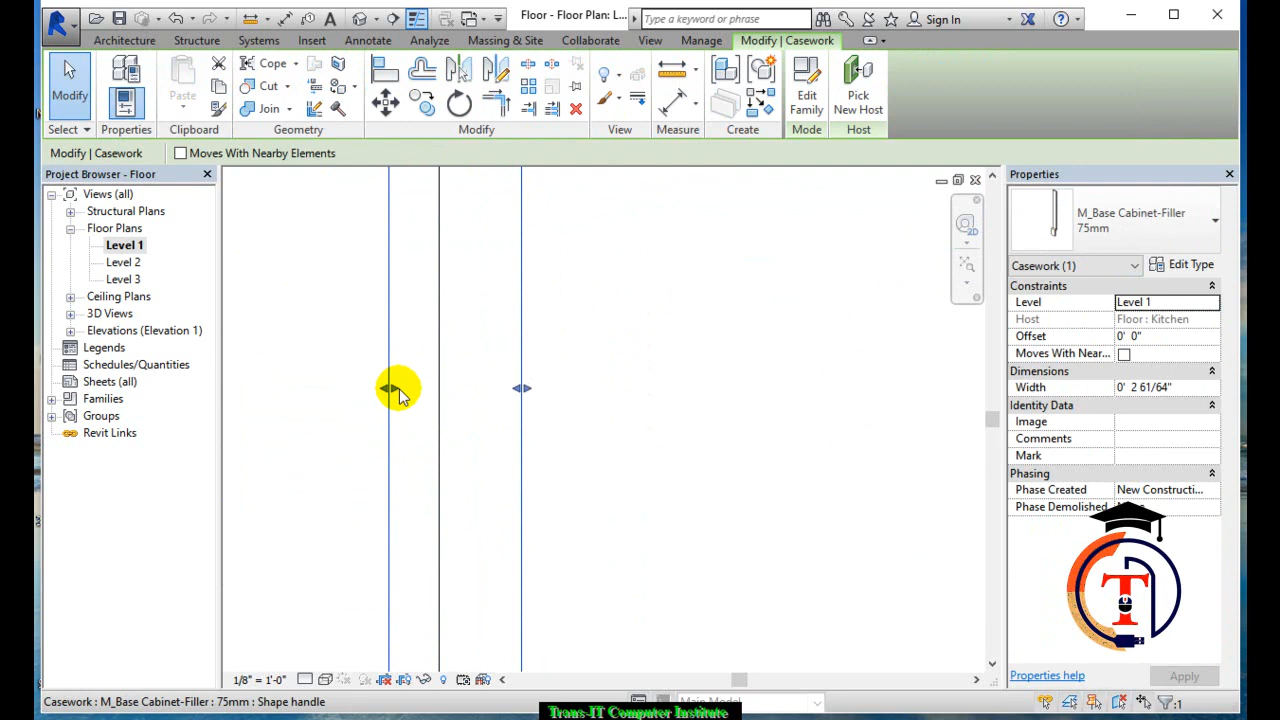 Floor - Floor Plan: L...
Type a keyword or phrase
Sign In
Architecture
Structure
Systems
Insert
Annotate
Analyze
Massing & Site
Collaborate
View
Manage
Modify | Casework
Modify
Paste
Cope
Cut
Join
Edit
Family
Pick
New Host
Select
Properties
Clipboard
Geometry
Modify
View
Measure
Create
Mode
Host
Modify | Casework
Moves With Nearby Elements
Project Browser - Floor
Views (all)
Structural Plans
Floor Plans
Level 1
Level 2
Level 3
Ceiling Plans
3D Views
Elevations (Elevation 1)
Legends
Schedules/Quantities
Sheets (all)
Families
Groups
Revit Links
2D
Properties
M_Base Cabinet-Filler
75mm
Casework (1)
Edit Type
Constraints
Level Level 1
Host Floor : Kitchen
Offset 0' 0"
Moves With Near...
Dimensions
Width 0' 2 61/64"
Identity Data
Image
Comments
Mark
Phasing
Phase Created New Constructi...
Phase Demolished
T
Properties help
Apply
1/8" = 1'-0"
Casework : M_Base Cabinet-Filler : 75mm : Shape handle
Main Model
:1
Trans-IT Computer Institute